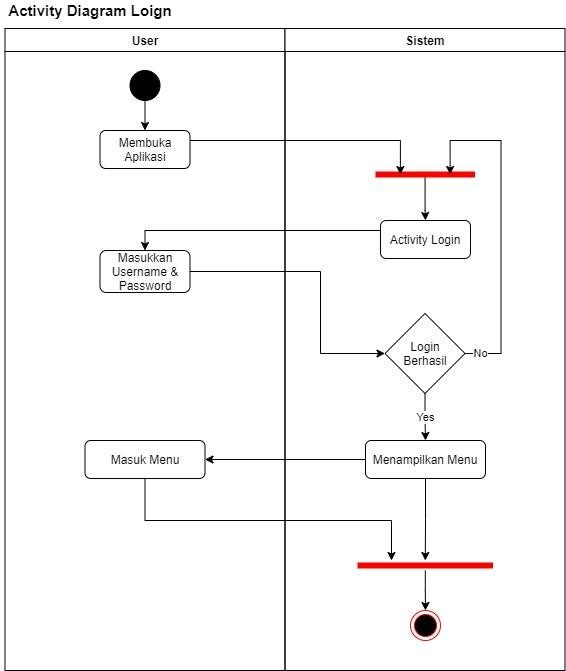 Activity Diagram Loign
User
Sistem
Membuka
Aplikasi
Activity Login
Masukkan
Username &
Password
Login
Berhasil
No
Yes
Masuk Menu
Menampilkan Menu